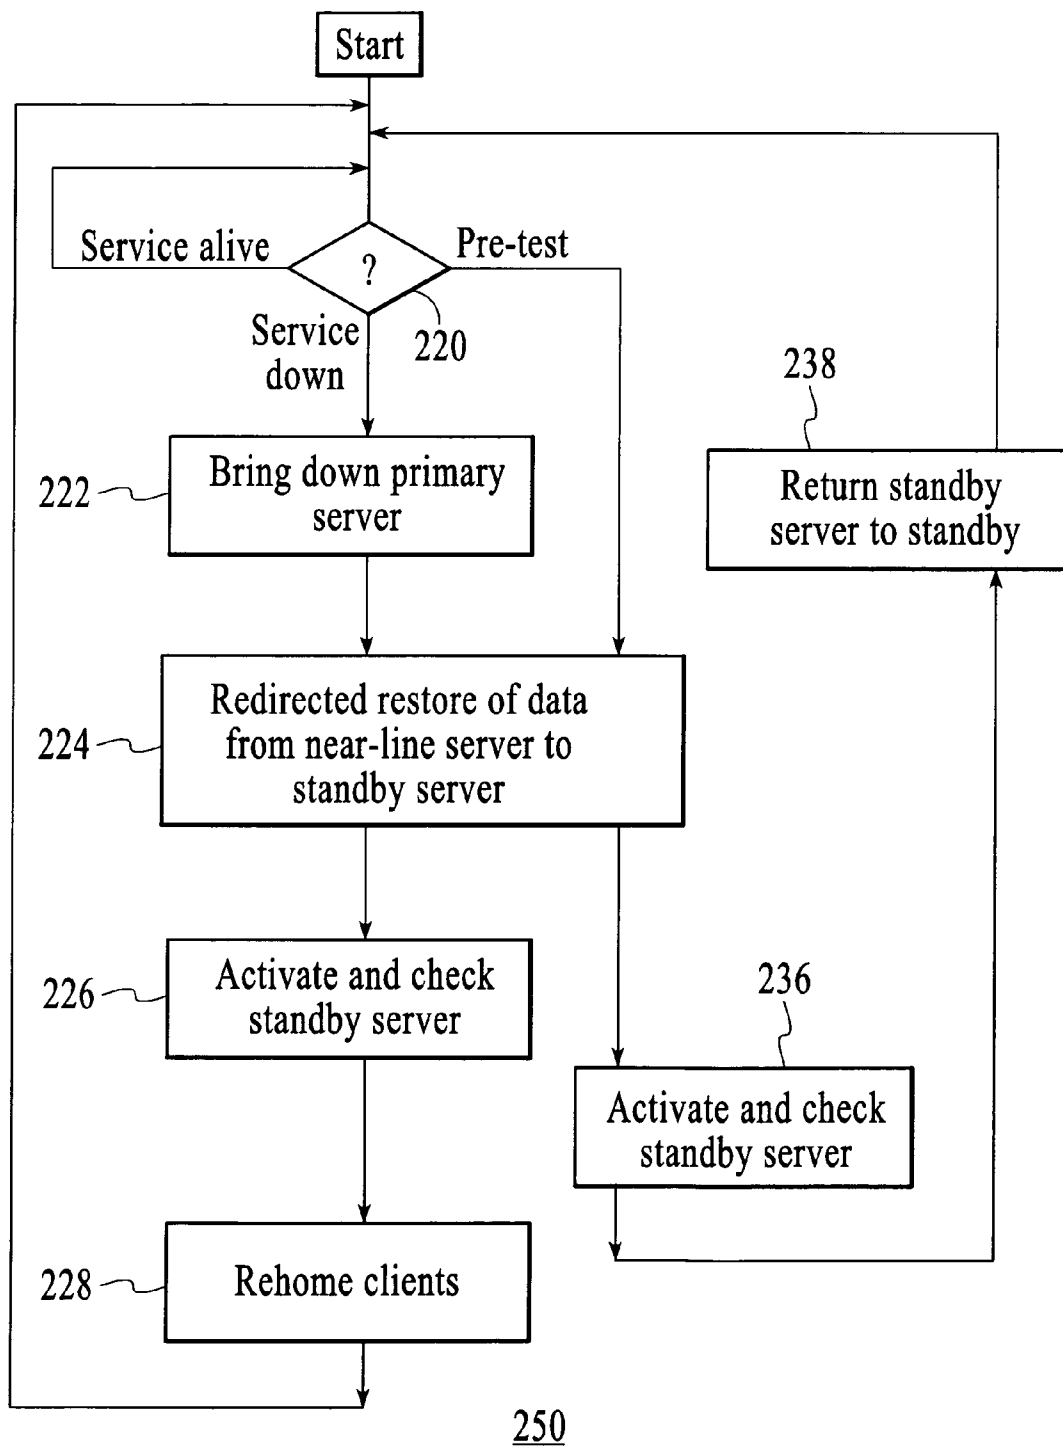 Start
Service alive
?
Pre-test
220
Service
down
238
222
Bring down primary
server
Return standby
server to standby
224
Redirected restore of data
from near-line server to
standby server
226
Activate and check
standby server
236
Activate and check
standby server
228
Rehome clients
250